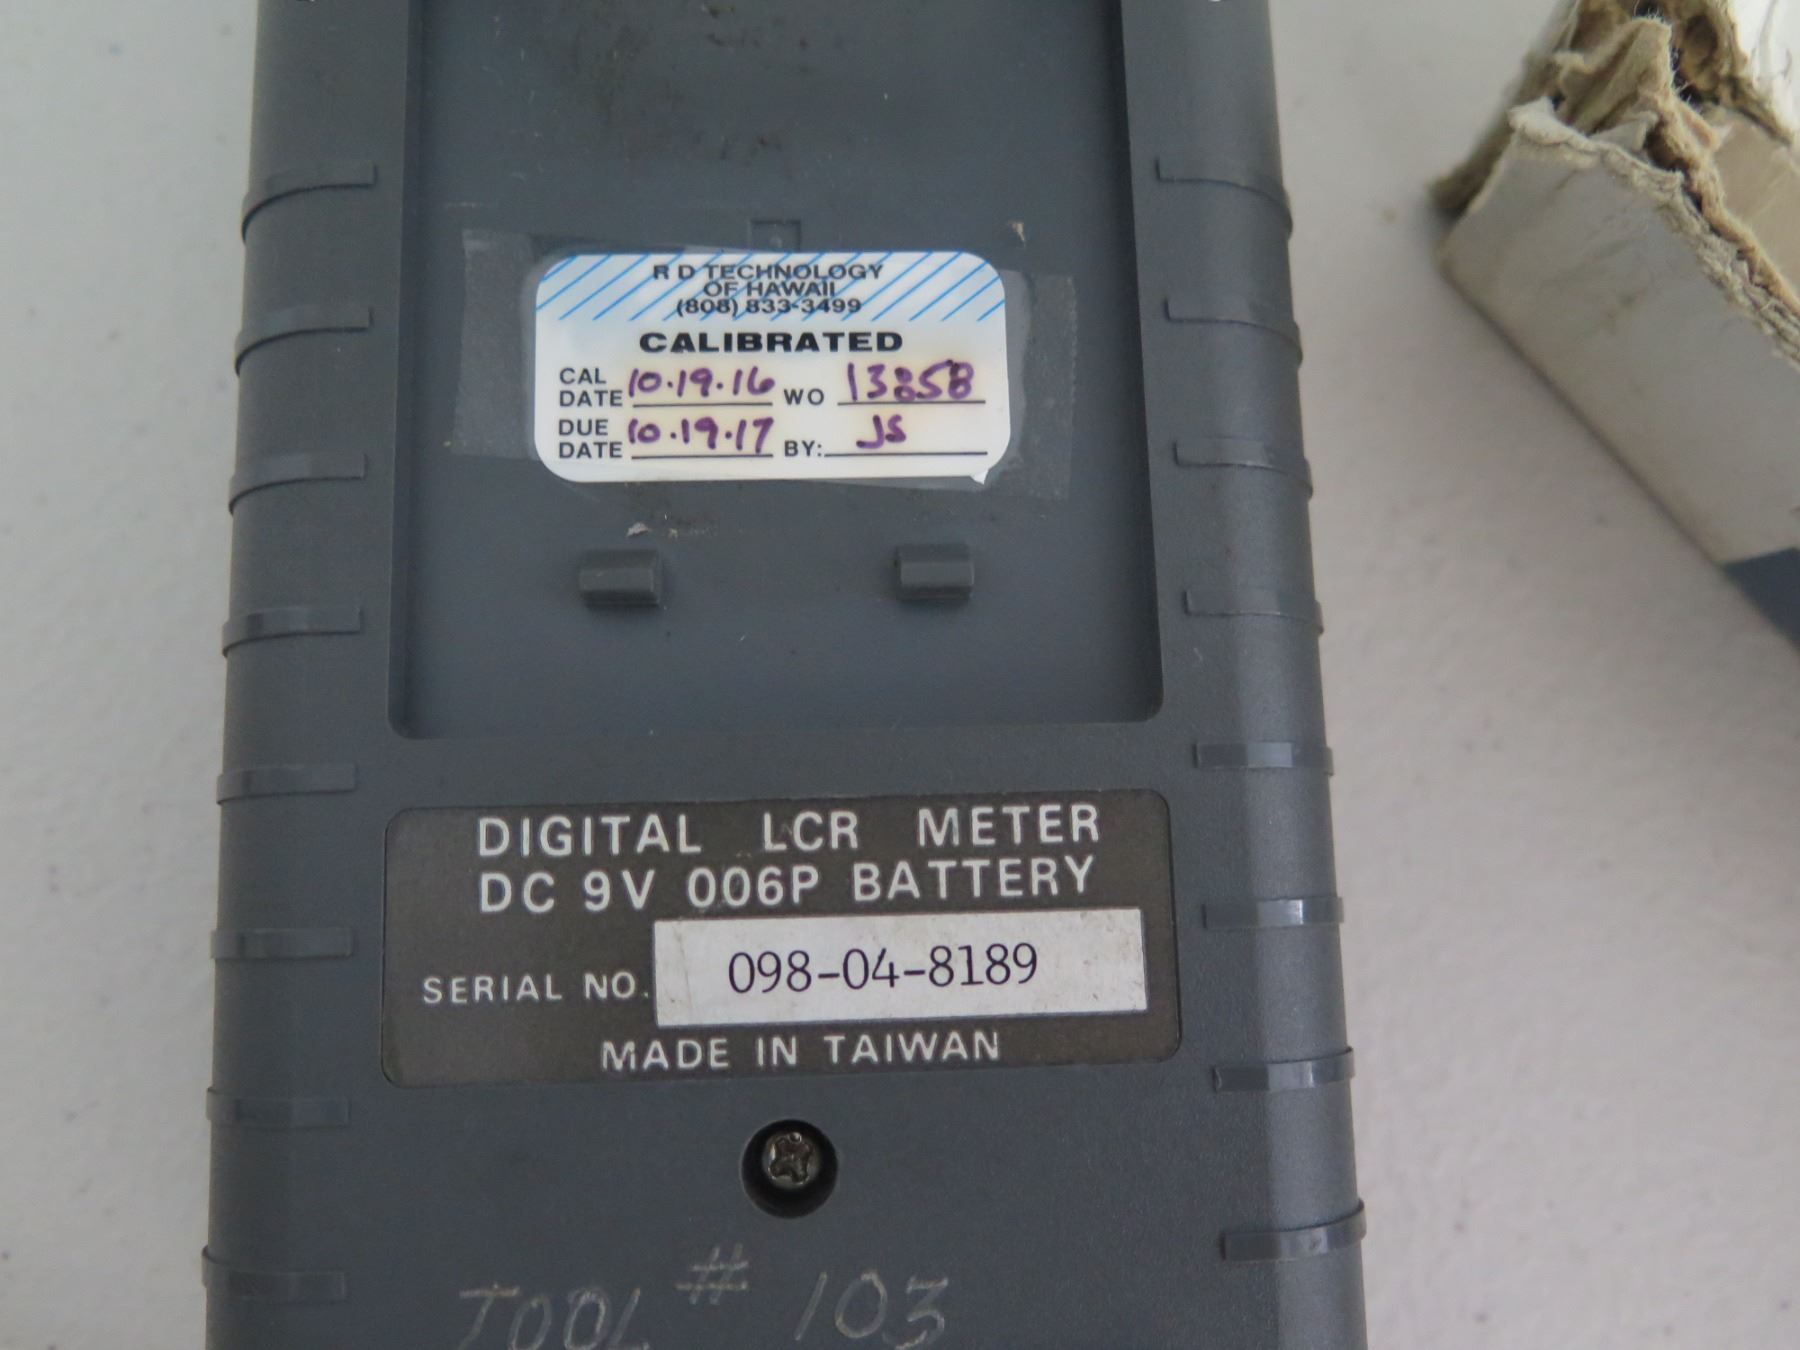 R D TECHNOLOGY
OF HAWAII
(808) 833-3499
CALIBRATED
CAL DATE 10.19.16 WO 13858
DUE DATE 10.19.17 BY: JS
DIGITAL LCR METER
DC 9V 006P BATTERY
SERIAL NO. 098-04-8189
MADE IN TAIWAN
TOOL # 103